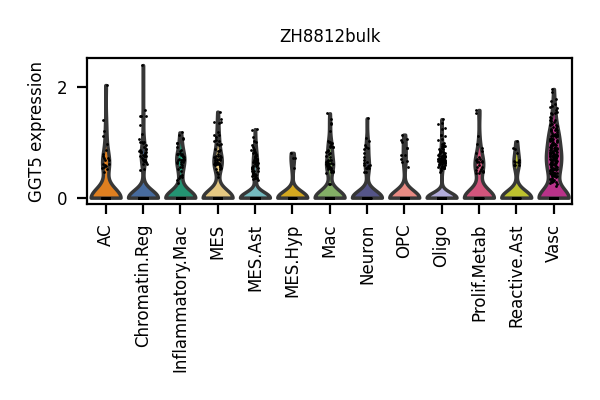 ZH8812bulk
GGT5 expression
2
0
AC
Chromatin.Reg
Inflammatory.Mac
MES
MES.Ast
MES.Hyp
Mac
Neuron
OPC
Oligo
Prolif.Metab
Reactive.Ast
Vasc